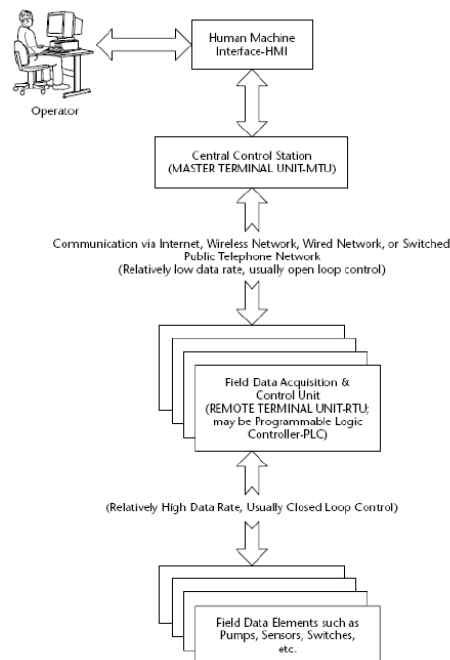 Human Machine
Interface-HMI
Operator
Central Control Station
(MASTER TERMINAL UNIT-MTU)
Communication via Internet, Wireless Network, Wired Network, or Switched
Public Telephone Network
(Relatively low data rate, usually open loop control)
Field Data Acquisition &
Control Unit
(REMOTE TERMINAL UNIT-RTU;
may be Programmable Logic
Controller-PLC)
(Relatively High Data Rate, Usually Closed Loop Control)
Field Data Elements such as
Pumps, Sensors, Switches,
etc.